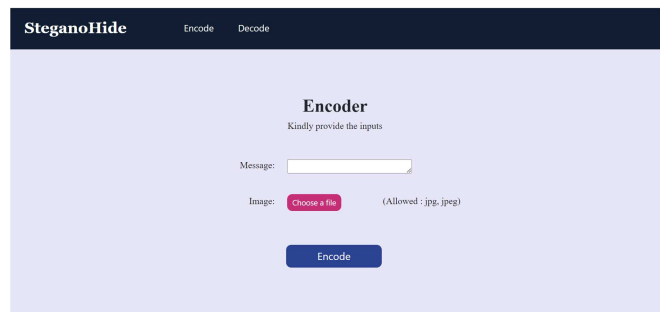 SteganoHide Encode Decode
Encoder
Kindly provide the inputs
Message:
Image: Choose a file (Allowed : jpg, jpeg)
Encode